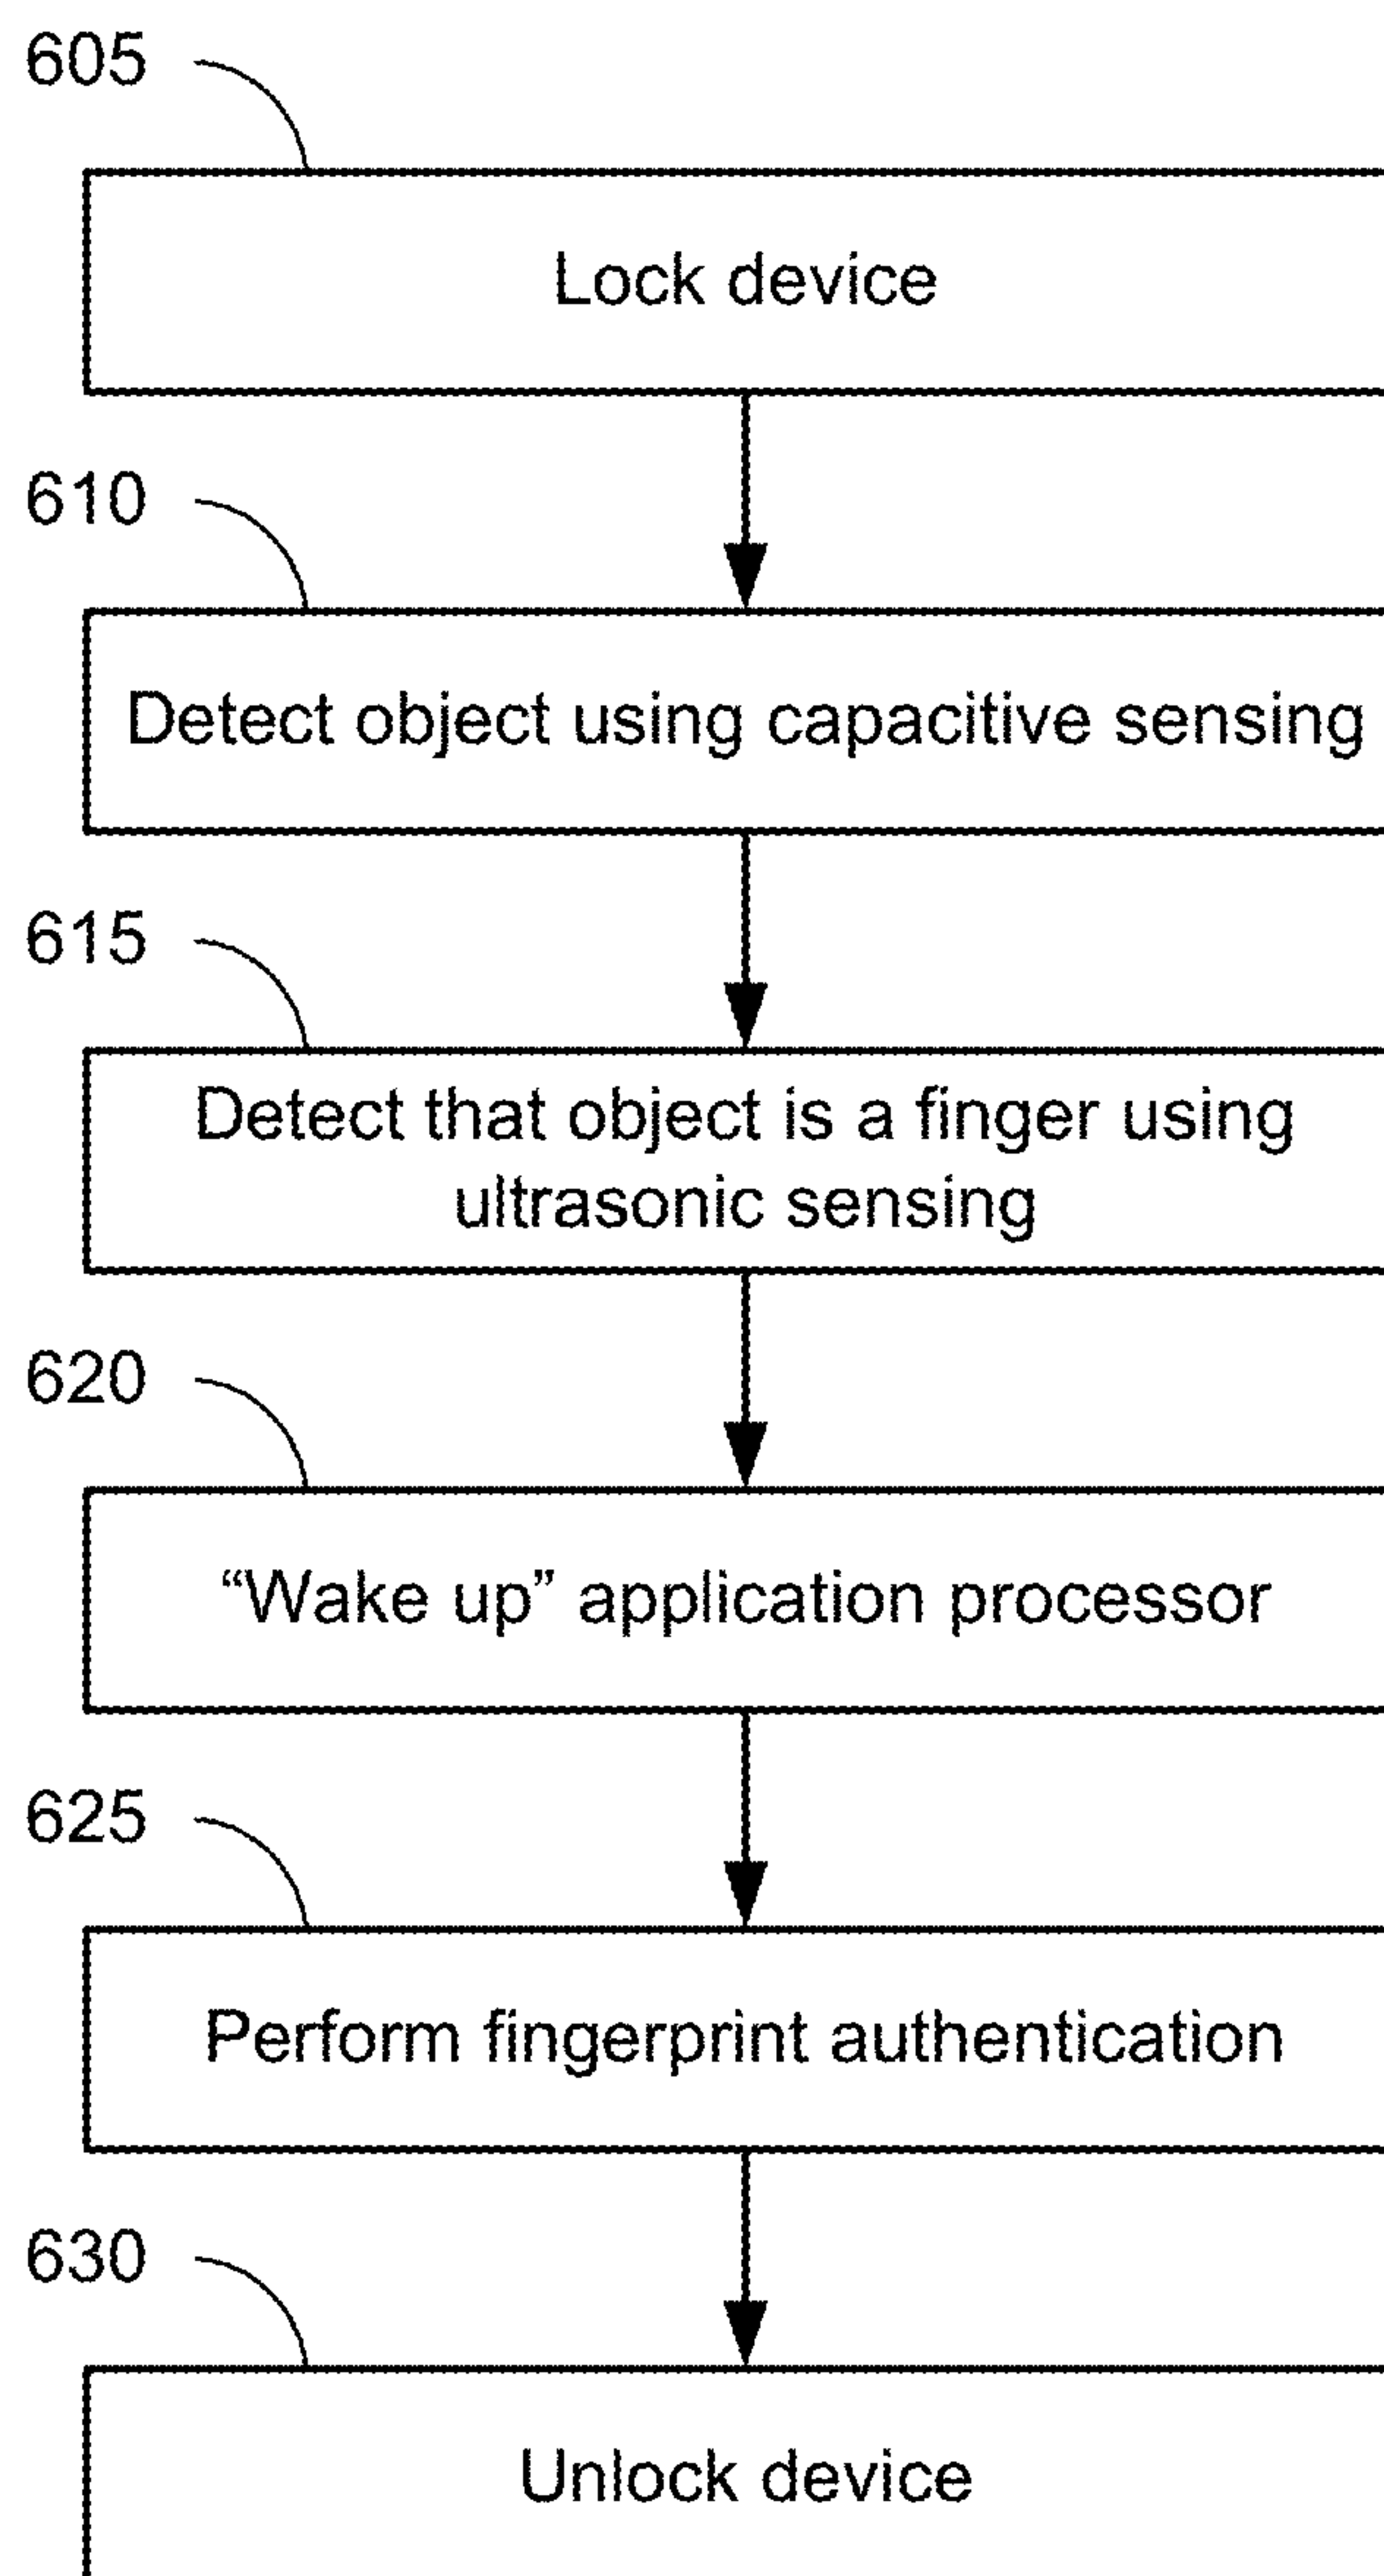 605
Lock device
610
Detect object using capacitive sensing
615
Detect that object is a finger using
ultrasonic sensing
620
“Wake up” application processor
625
Perform fingerprint authentication
630
Unlock device